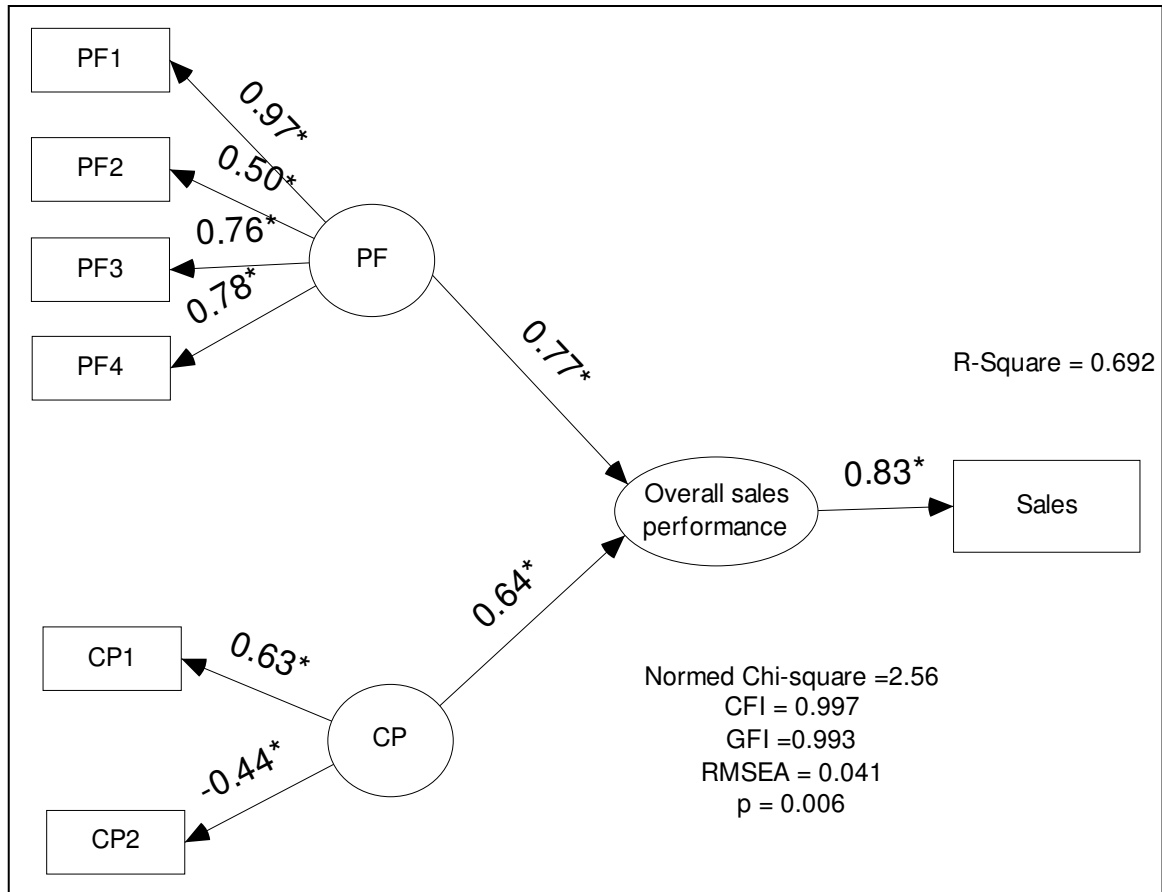 PF1
0.97*
PF2
0.50*
0.76*
PF3
PF
0.78*
PF4
0.77*
R-Square = 0.692
Overall sales
performance
0.83*
Sales
0.64*
CP1
0.63*
CP
-0.44*
CP2
Normed Chi-square =2.56
CFI = 0.997
GFI =0.993
RMSEA = 0.041
p = 0.006